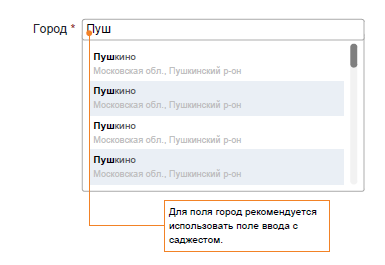 Город * Пуш
Пушкино
Московская обл., Пушкинский р-он
Пушкино
Московская обл., Пушкинский р-он
Пушкино
Московская обл., Пушкинский р-он
Пушкино
Московская обл., Пушкинский р-он
Для поля город рекомендуется
использовать поле ввода с
саджестом.